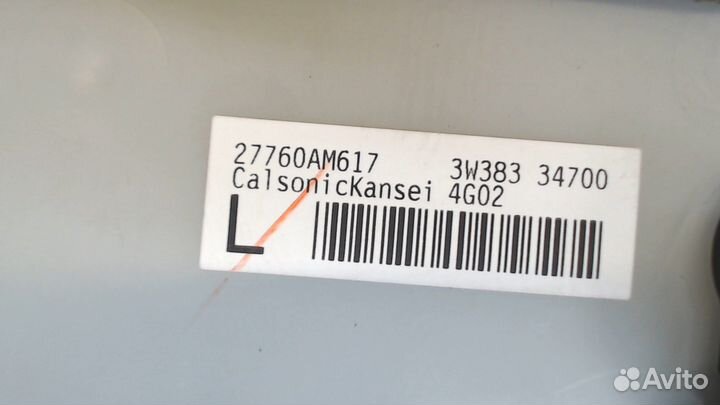 27760AM617 3W383 34700
CalsonicKansei 4G02
L
Avito